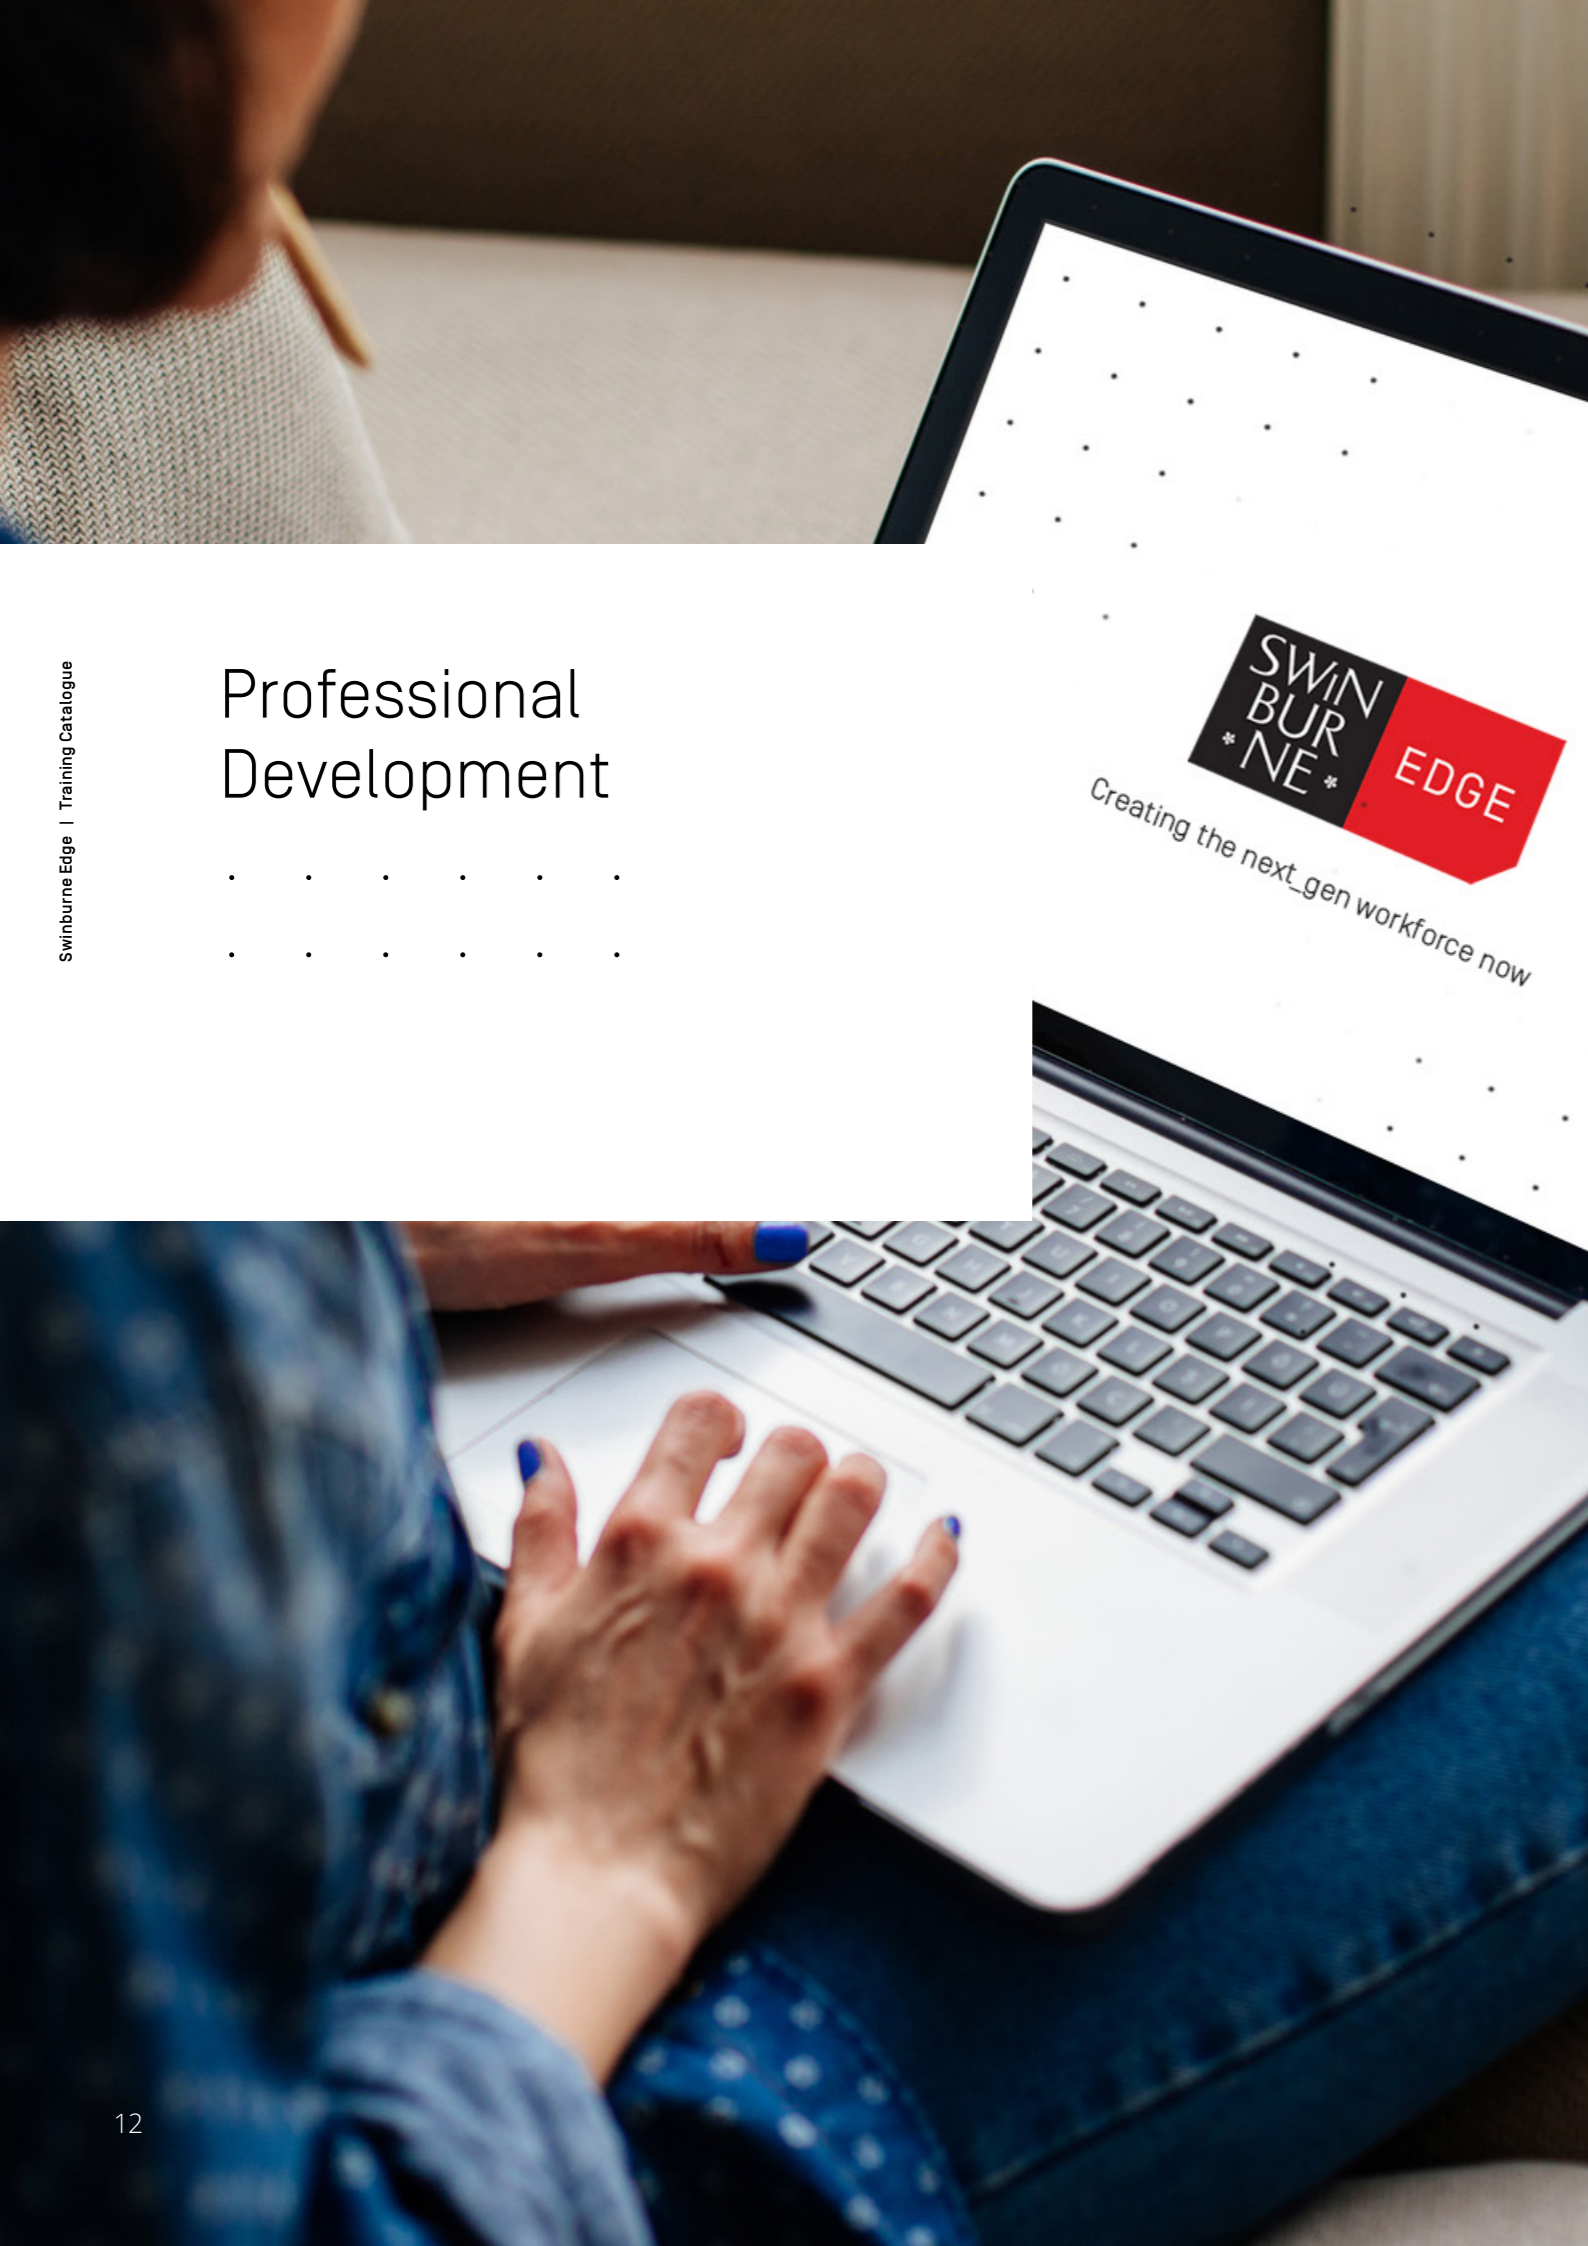 Swinburne Edge | Training Catalogue
Professional
Development
SWiN
BUR
NE
EDGE
Creating the next_gen workforce now
12